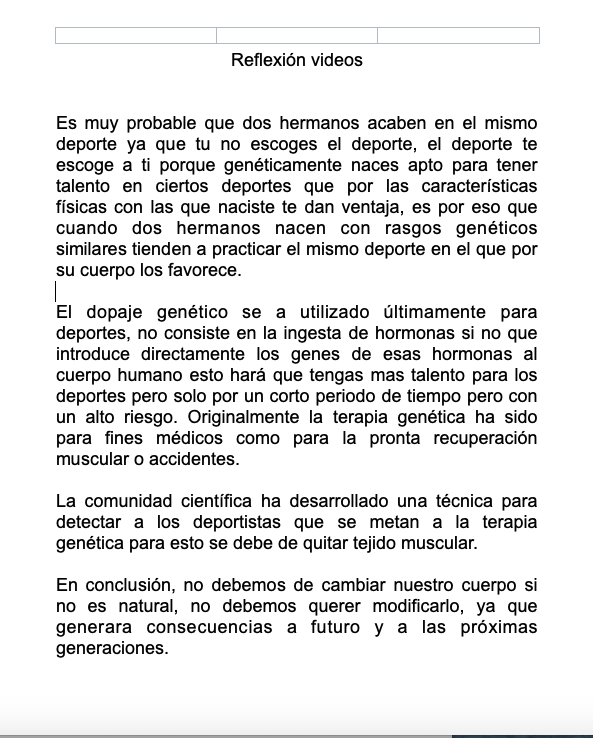 Reflexión videos
Es muy probable que dos hermanos acaben en el mismo
deporte ya que tu no escoges el deporte, el deporte te
escoge a ti porque genéticamente naces apto para tener
talento en ciertos deportes que por las características
físicas con las que naciste te dan ventaja, es por eso que
cuando dos hermanos nacen con rasgos genéticos
similares tienden a practicar el mismo deporte en el que por
su cuerpo los favorece.
El dopaje genético se a utilizado últimamente para
deportes, no consiste en la ingesta de hormonas si no que
introduce directamente los genes de esas hormonas al
cuerpo humano esto hará que tengas mas talento para los
deportes pero solo por un corto periodo de tiempo pero con
un alto riesgo. Originalmente la terapia genética ha sido
para fines médicos como para la pronta recuperación
muscular o accidentes.
La comunidad científica ha desarrollado una técnica para
detectar a los deportistas que se metan a la terapia
genética para esto se debe de quitar tejido muscular.
En conclusión, no debemos de cambiar nuestro cuerpo si
no es natural, no debemos querer modificarlo, ya que
generara consecuencias a futuro y a las próximas
generaciones.